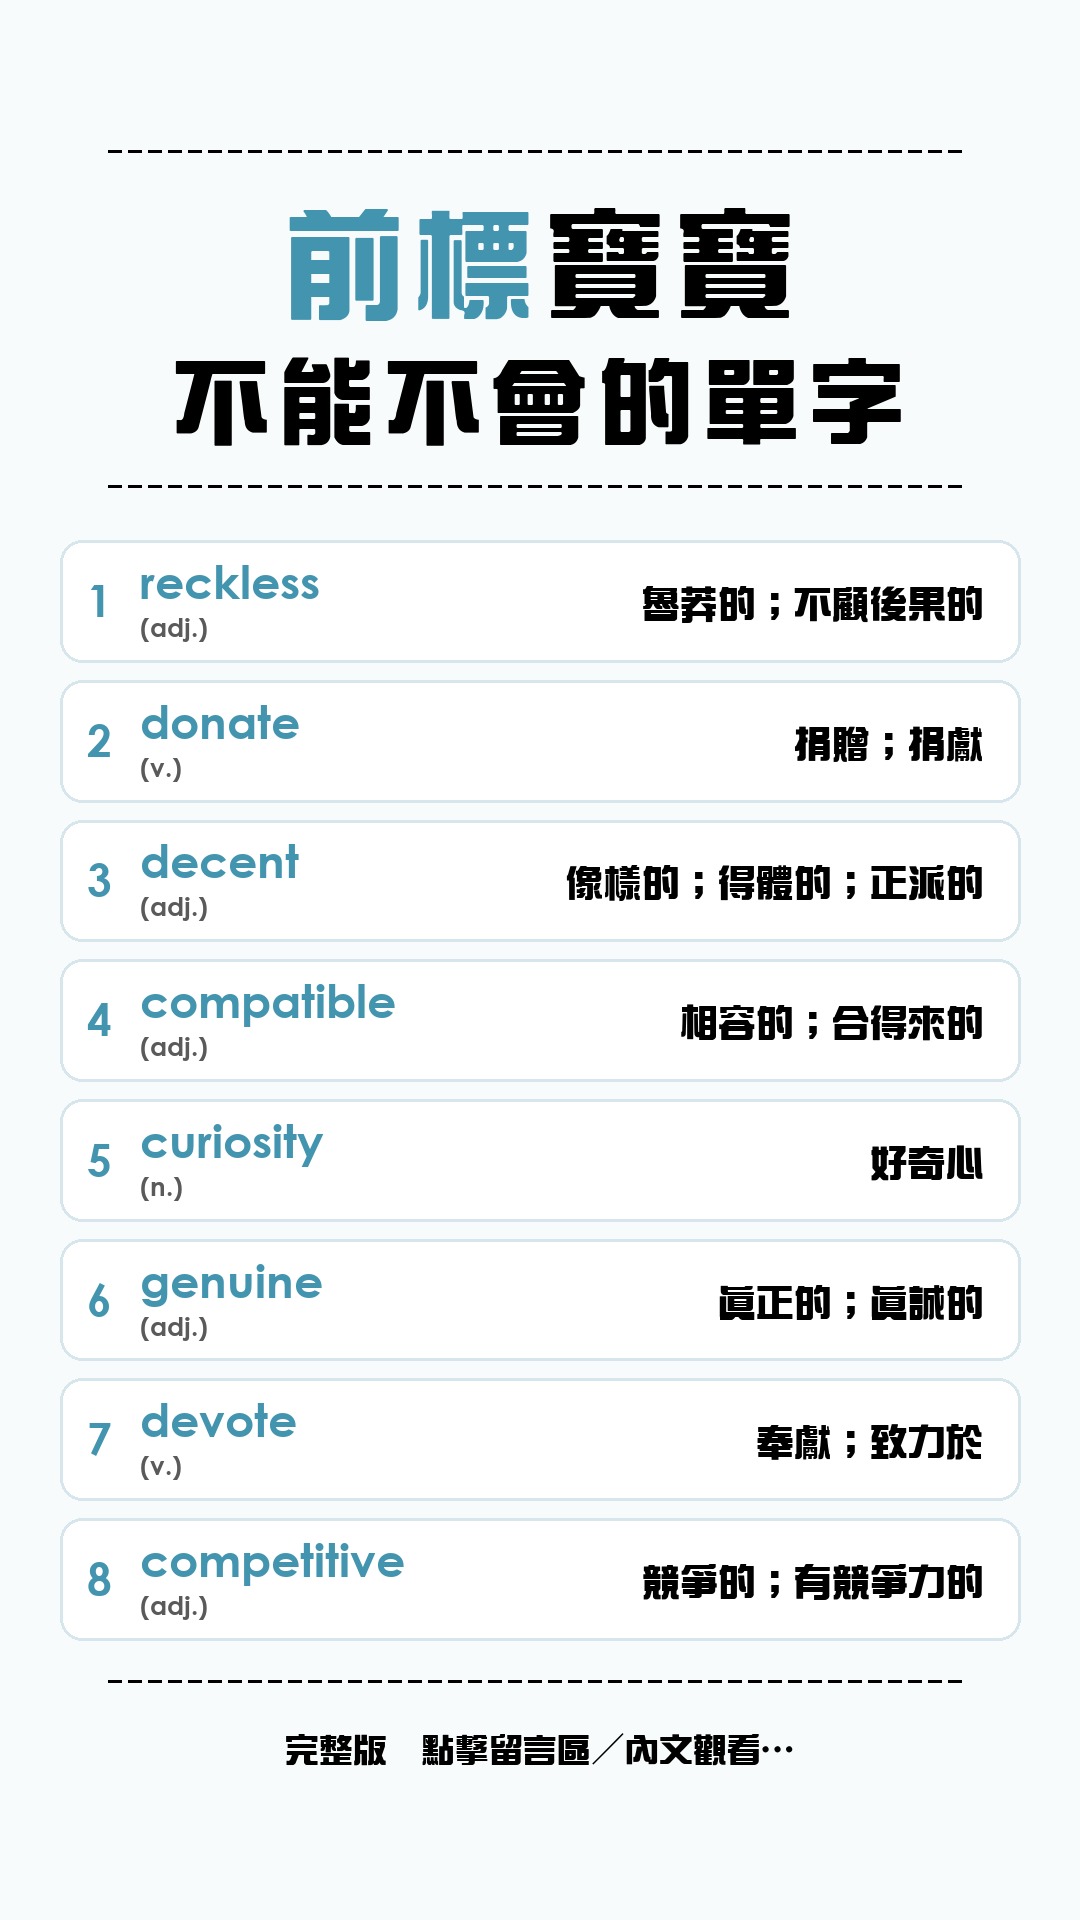 前標寶寶
不能不會的單字
1 reckless 魯莽的；不顧後果的
(adj.)
2 donate 捐贈；捐獻
(v.)
3 decent 像樣的；得體的；正派的
(adj.)
4 compatible 相容的；合得來的
(adj.)
5 curiosity 好奇心
(n.)
6 genuine 真正的；真誠的
(adj.)
7 devote 奉獻；致力於
(v.)
8 competitive 競爭的；有競爭力的
(adj.)
完整版　點擊留言區／內文觀看⋯